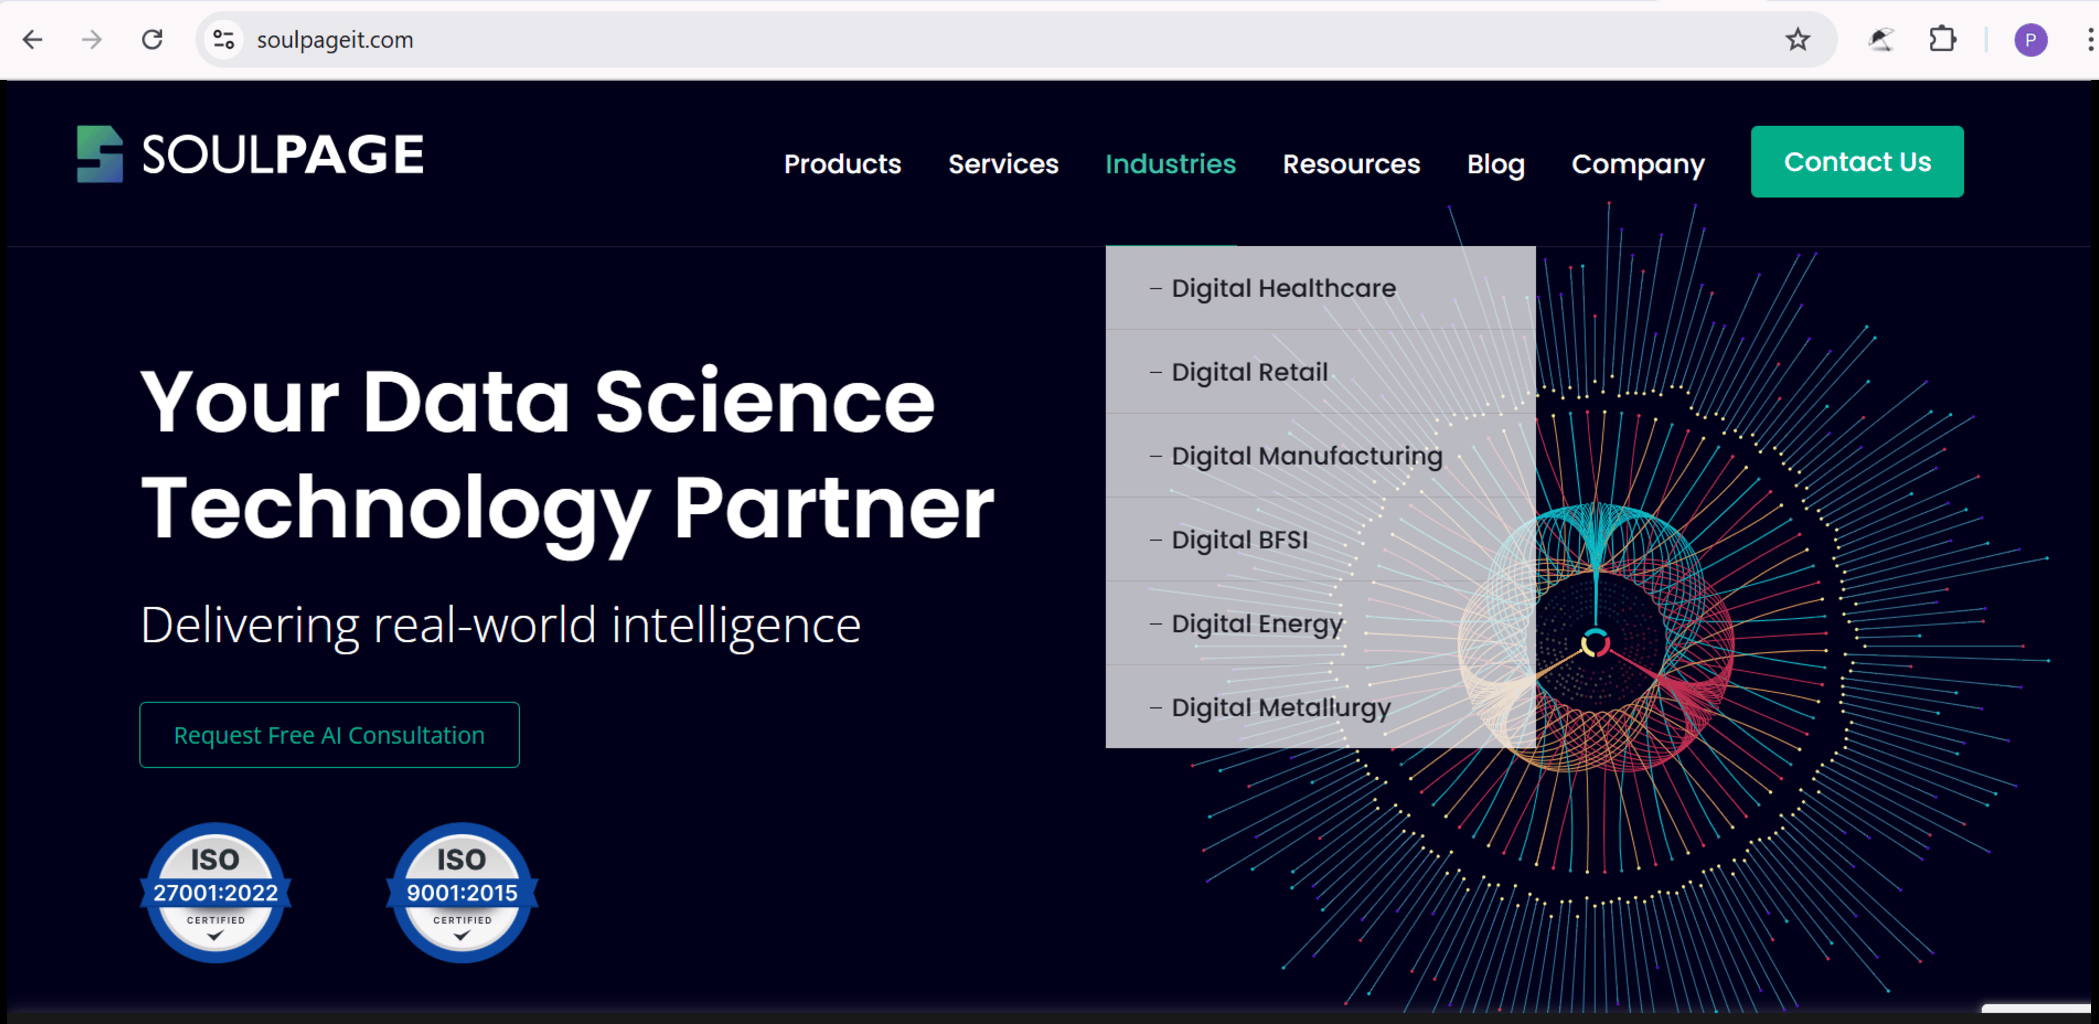 soulpageit.com
P
SOULPAGE
Products Services Industries Resources Blog Company Contact Us
– Digital Healthcare
– Digital Retail
– Digital Manufacturing
– Digital BFSI
– Digital Energy
– Digital Metallurgy
Your Data Science
Technology Partner
Delivering real-world intelligence
Request Free AI Consultation
ISO
27001:2022
CERTIFIED
ISO
9001:2015
CERTIFIED